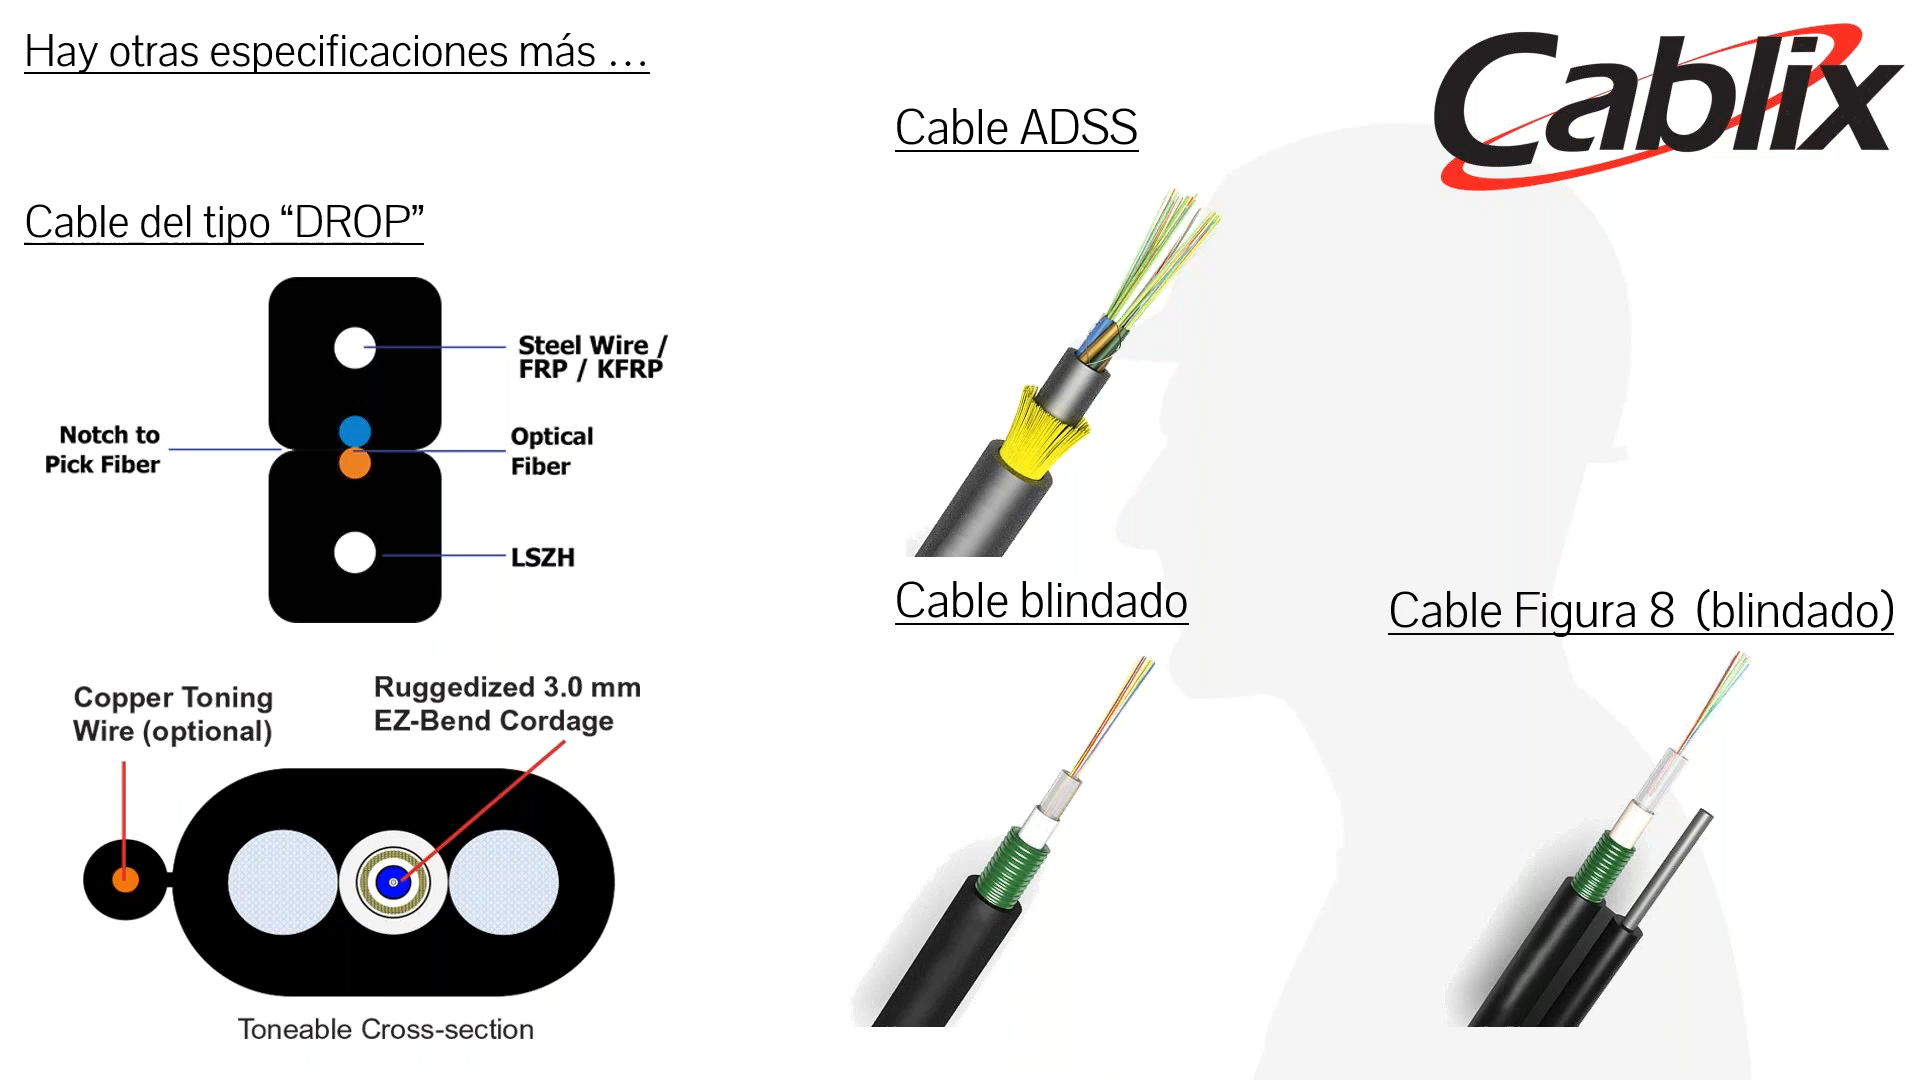 Hay otras especificaciones más ...
Cablix
Cable ADSS
Cable del tipo “DROP”
Steel Wire /
FRP / KFRP
Notch to
Pick Fiber
Optical
Fiber
LSZH
Cable blindado
Cable Figura 8 (blindado)
Copper Toning
Wire (optional)
Ruggedized 3.0 mm
EZ-Bend Cordage
Toneable Cross-section